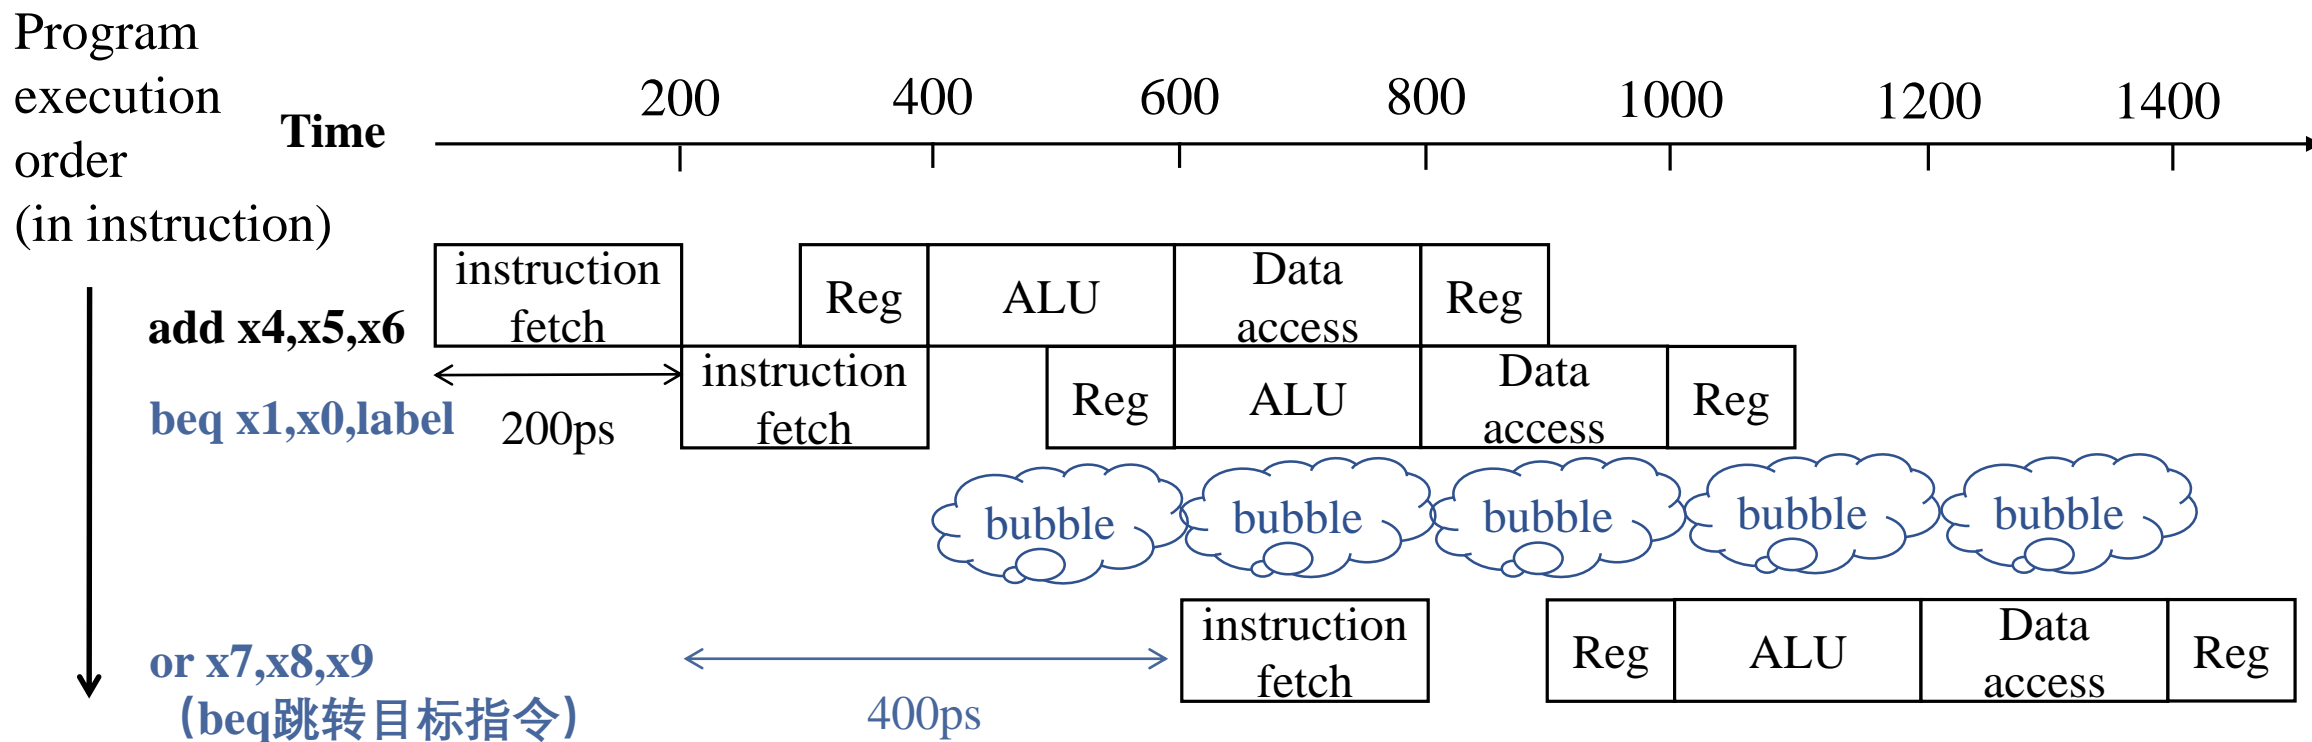 Program
execution
order
(in instruction)
Time
200 400 600 800 1000 1200 1400
add x4,x5,x6
instruction
fetch
Reg
ALU
Data
access
Reg
200ps
beq x1,x0,label
instruction
fetch
Reg
ALU
Data
access
Reg
bubble bubble bubble bubble bubble
or x7,x8,x9
(beq跳转目标指令)
400ps
instruction
fetch
Reg
ALU
Data
access
Reg